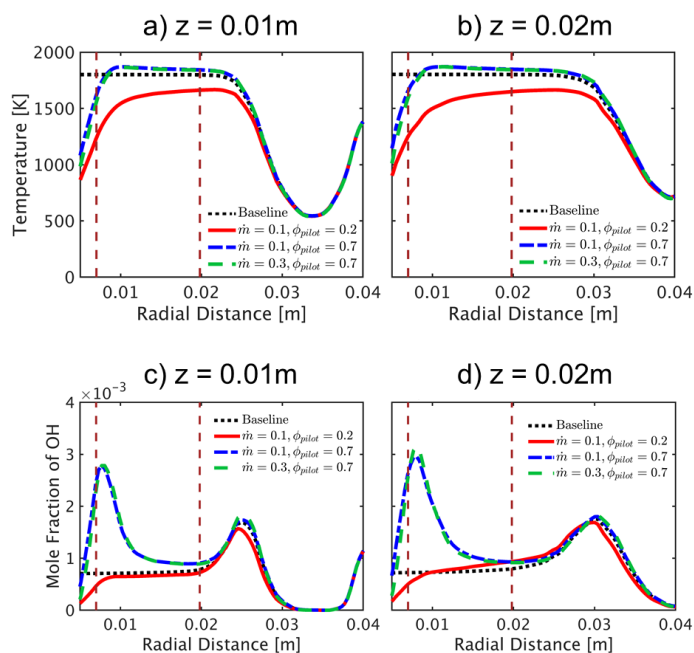 a) z = 0.01m
b) z = 0.02m
Temperature [K]
2000
1500
1000
500
0
Baseline
ṁ = 0.1, ϕpilot = 0.2
ṁ = 0.1, ϕpilot = 0.7
ṁ = 0.3, ϕpilot = 0.7
Baseline
ṁ = 0.1, ϕpilot = 0.2
ṁ = 0.1, ϕpilot = 0.7
ṁ = 0.3, ϕpilot = 0.7
0.01 0.02 0.03 0.04
0.01 0.02 0.03 0.04
Radial Distance [m]
Radial Distance [m]
c) z = 0.01m
d) z = 0.02m
×10⁻³
Mole Fraction of OH
4
3
2
1
0
Baseline
ṁ = 0.1, ϕpilot = 0.2
ṁ = 0.1, ϕpilot = 0.7
ṁ = 0.3, ϕpilot = 0.7
Baseline
ṁ = 0.1, ϕpilot = 0.2
ṁ = 0.1, ϕpilot = 0.7
ṁ = 0.3, ϕpilot = 0.7
0.01 0.02 0.03 0.04
0.01 0.02 0.03 0.04
Radial Distance [m]
Radial Distance [m]